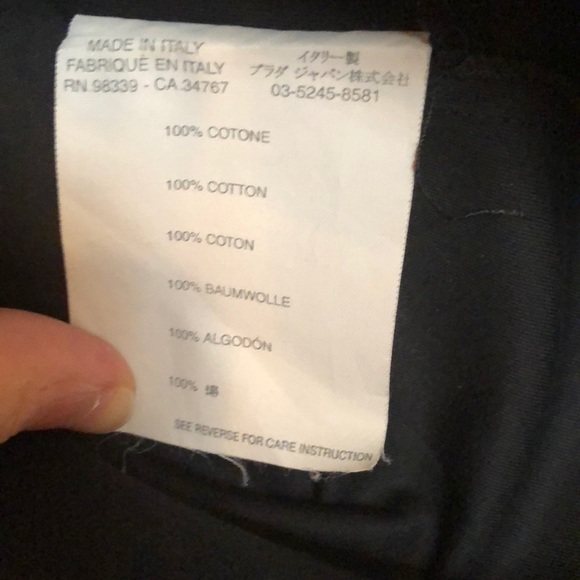 MADE IN ITALY
FABRIQUÉ EN ITALY
RN 98339 - CA 34767
イタリー製
プラダ ジャパン株式会社
03-5245-8581
100% COTONE
100% COTTON
100% COTON
100% BAUMWOLLE
100% ALGODÓN
100% 綿
SEE REVERSE FOR CARE INSTRUCTION